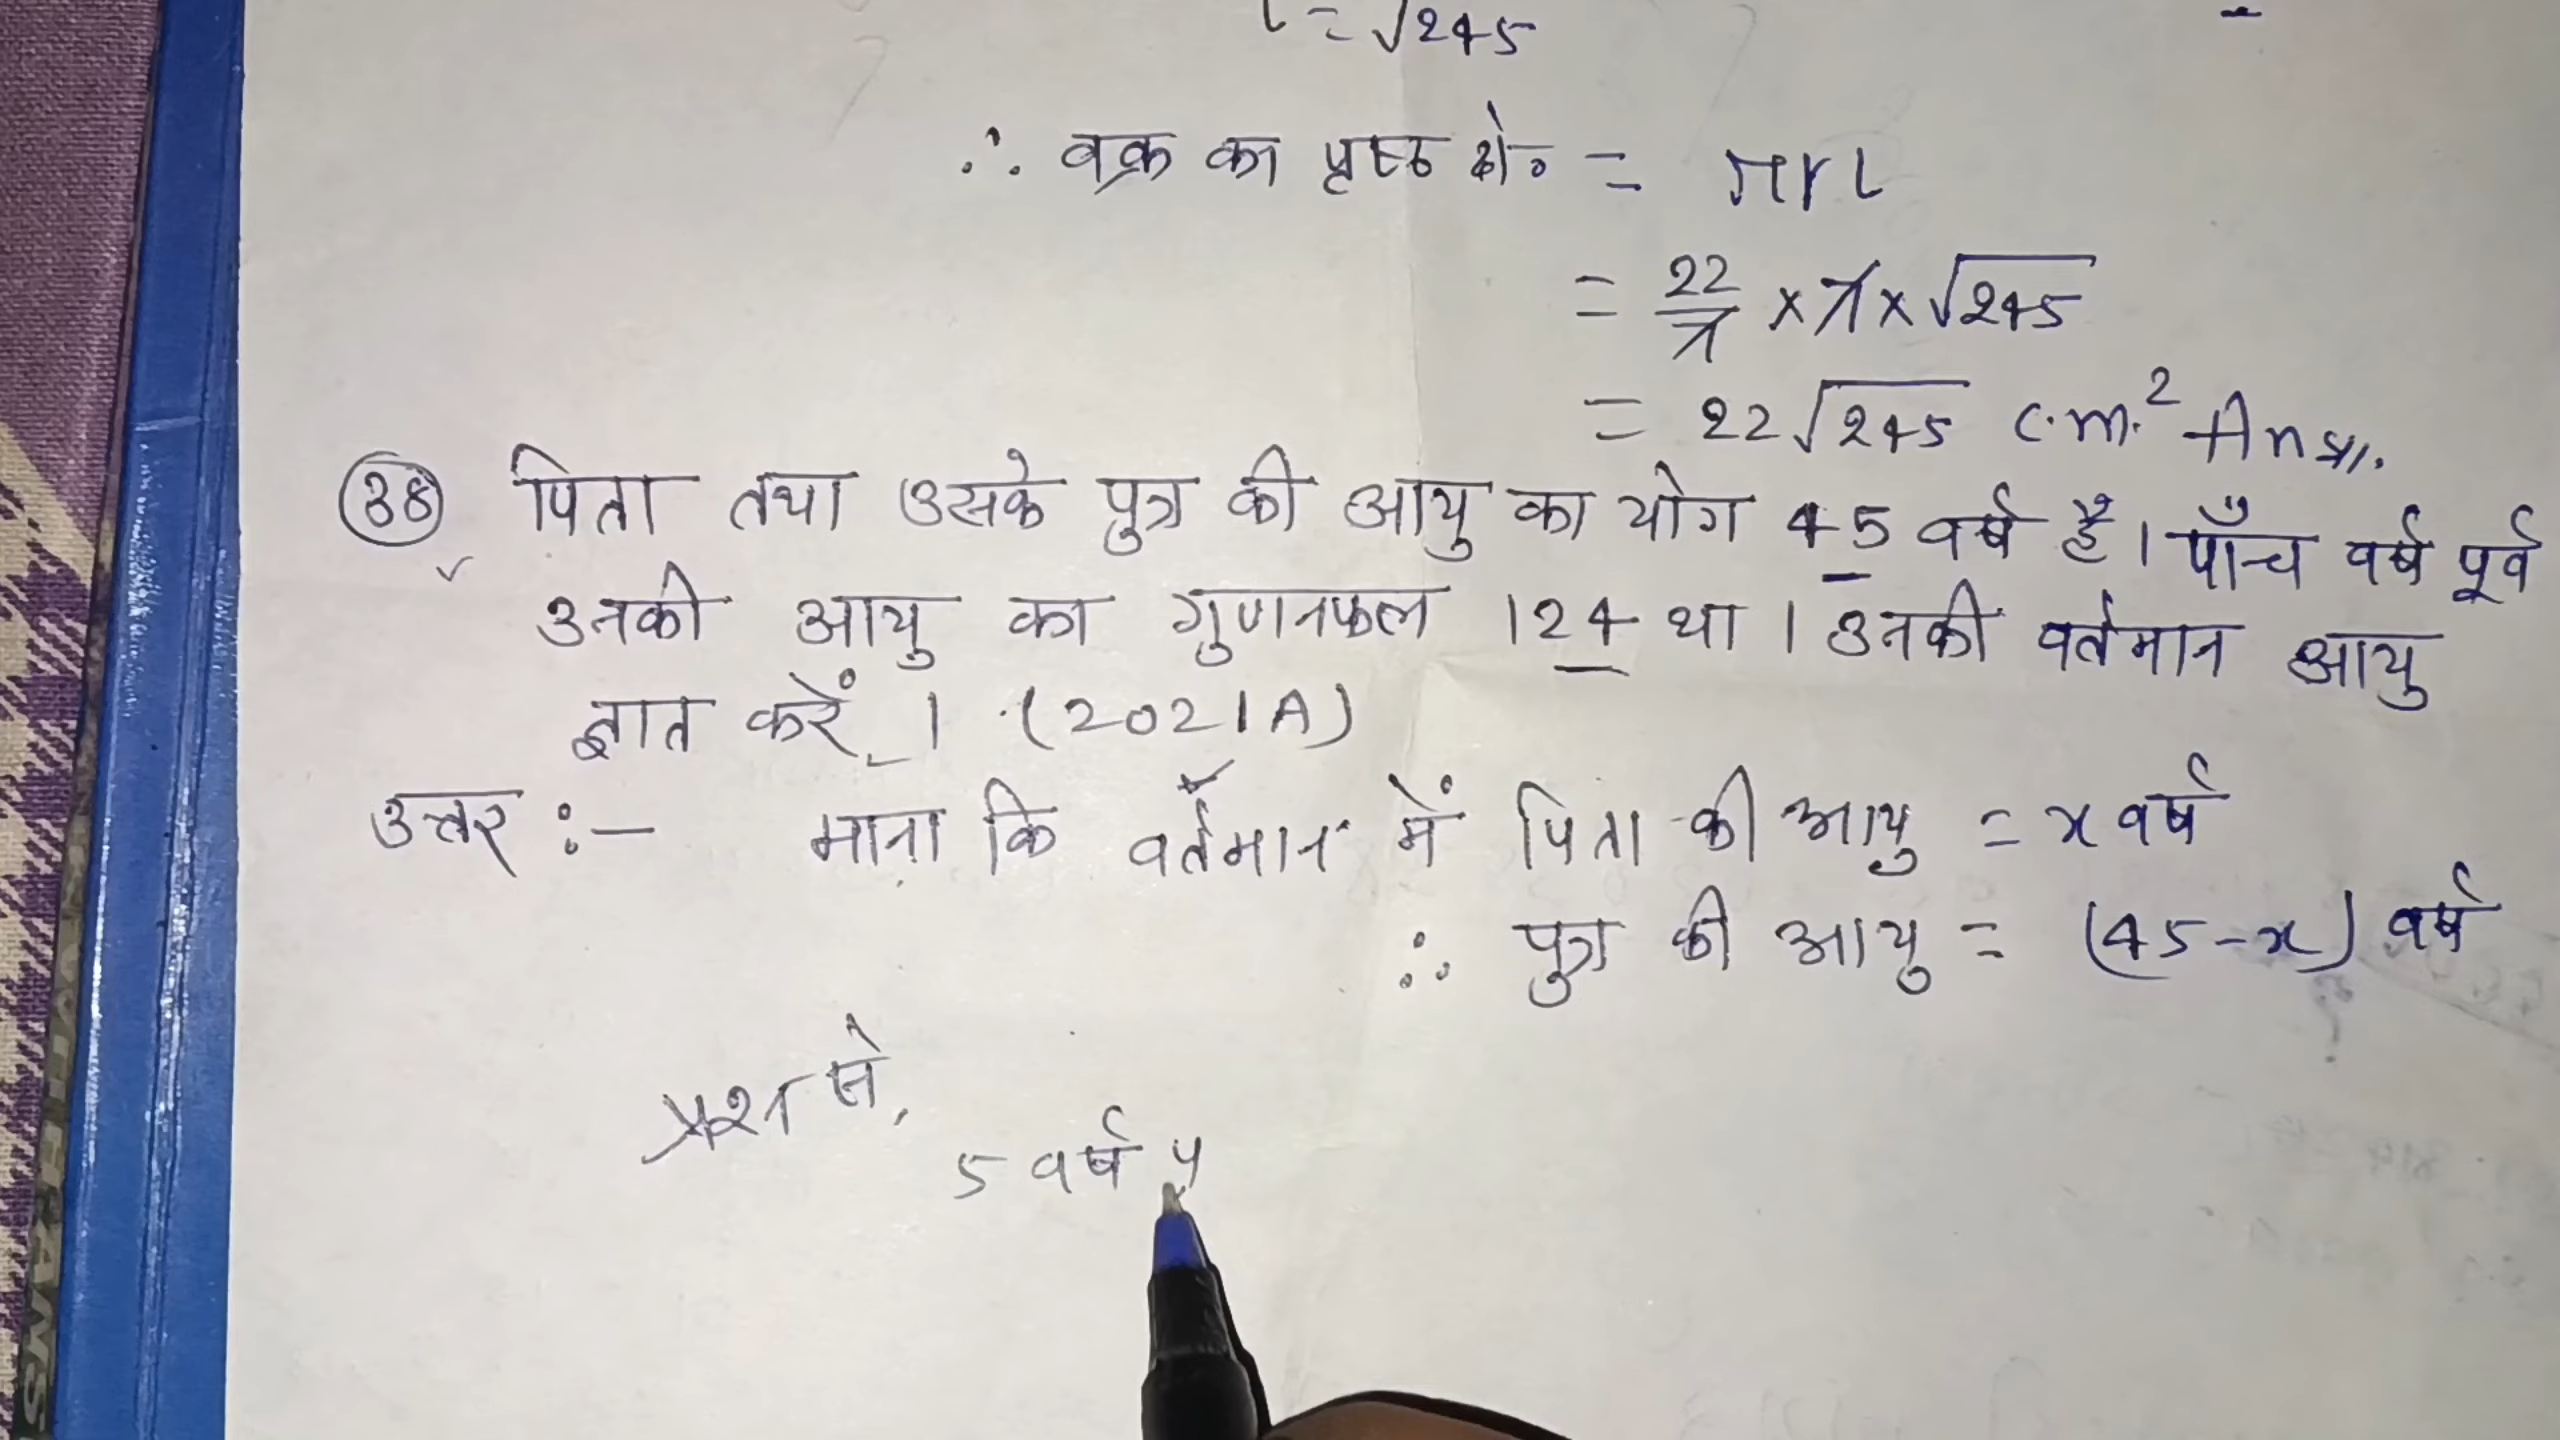 l = √245
∴ वक्र का पृष्ठ क्षे० = πrl
= 22/7 × 7 × √245
= 22√245 c.m.² Ans//.
(38) पिता तथा उसके पुत्र की आयु का योग 45 वर्ष है। पाँच वर्ष पूर्व
उनकी आयु का गुणनफल 124 था। उनकी वर्तमान आयु
ज्ञात करें। (2021A)
उत्तर :- माना कि वर्तमान में पिता की आयु = x वर्ष
∴ पुत्र की आयु = (45-x) वर्ष
प्रश्न से,
5 वर्ष पू